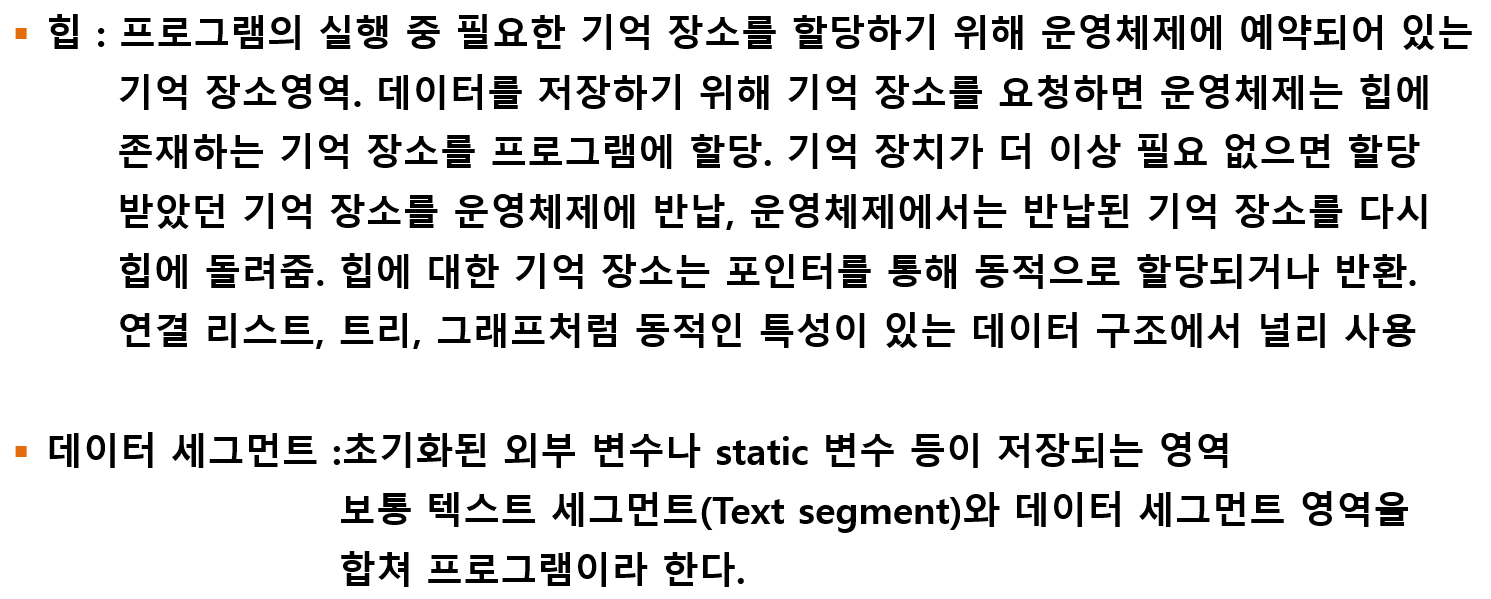 ▪ 힙 : 프로그램의 실행 중 필요한 기억 장소를 할당하기 위해 운영체제에 예약되어 있는
기억 장소영역. 데이터를 저장하기 위해 기억 장소를 요청하면 운영체제는 힙에
존재하는 기억 장소를 프로그램에 할당. 기억 장치가 더 이상 필요 없으면 할당
받았던 기억 장소를 운영체제에 반납, 운영체제에서는 반납된 기억 장소를 다시
힙에 돌려줌. 힙에 대한 기억 장소는 포인터를 통해 동적으로 할당되거나 반환.
연결 리스트, 트리, 그래프처럼 동적인 특성이 있는 데이터 구조에서 널리 사용
▪ 데이터 세그먼트 :초기화된 외부 변수나 static 변수 등이 저장되는 영역
보통 텍스트 세그먼트(Text segment)와 데이터 세그먼트 영역을
합쳐 프로그램이라 한다.